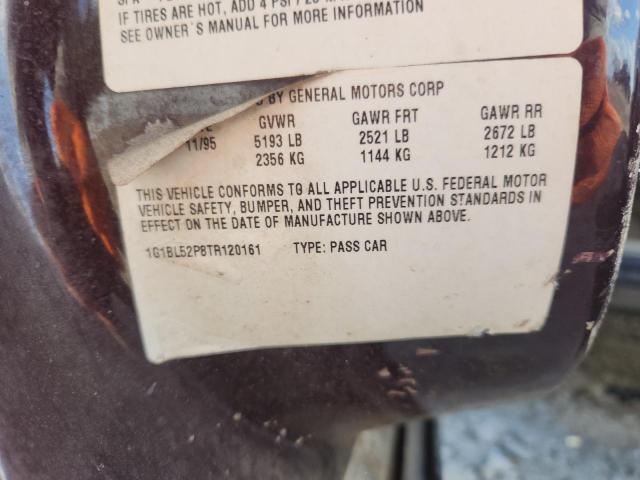 IF TIRES ARE HOT, ADD 4 PSI / 28
SEE OWNER'S MANUAL FOR MORE INFORMATION
BY GENERAL MOTORS CORP
GVWR GAWR FRT GAWR RR
11/95 5193 LB 2521 LB 2672 LB
2356 KG 1144 KG 1212 KG
THIS VEHICLE CONFORMS TO ALL APPLICABLE U.S. FEDERAL MOTOR
VEHICLE SAFETY, BUMPER, AND THEFT PREVENTION STANDARDS IN
EFFECT ON THE DATE OF MANUFACTURE SHOWN ABOVE.
1G1BL52P8TR120161 TYPE: PASS CAR